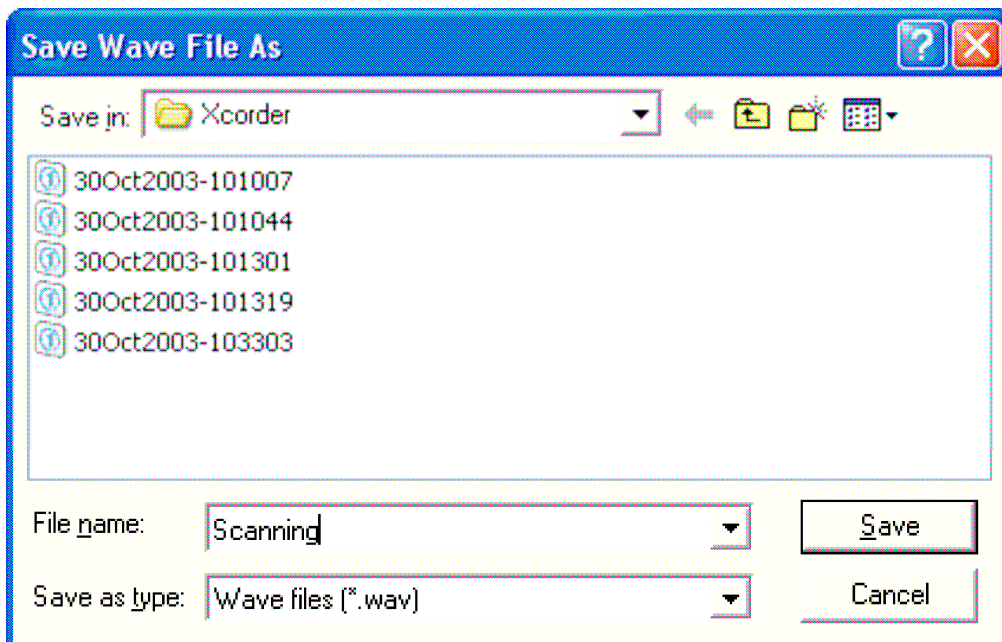 Save Wave File As
Save in: Xcorder
30Oct2003-101007
30Oct2003-101044
30Oct2003-101301
30Oct2003-101319
30Oct2003-103303
File name: Scanning Save
Save as type: Wave files (*.wav) Cancel